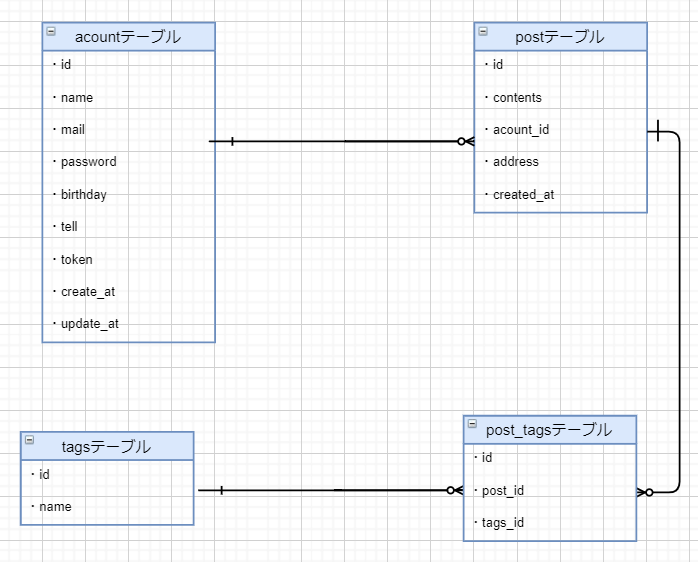 acountテーブル
・id
・name
・mail
・password
・birthday
・tell
・token
・create_at
・update_at
postテーブル
・id
・contents
・acount_id
・address
・created_at
tagsテーブル
・id
・name
post_tagsテーブル
・id
・post_id
・tags_id